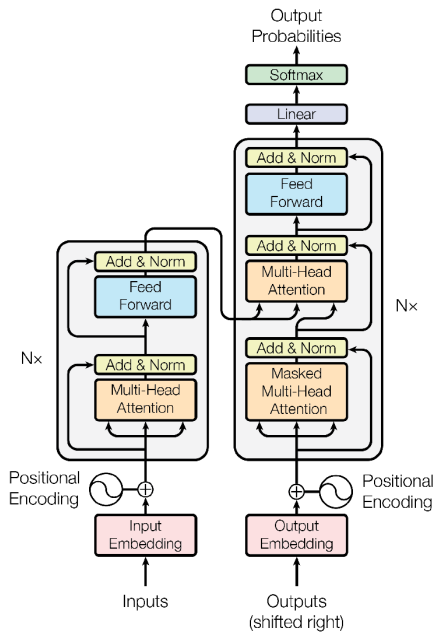 Output
Probabilities
Softmax
Linear
Add & Norm
Feed
Forward
Add & Norm
Multi-Head
Attention
Add & Norm
Masked
Multi-Head
Attention
N×
Positional
Encoding
Output
Embedding
Outputs
(shifted right)
Add & Norm
Feed
Forward
Add & Norm
Multi-Head
Attention
N×
Positional
Encoding
Input
Embedding
Inputs